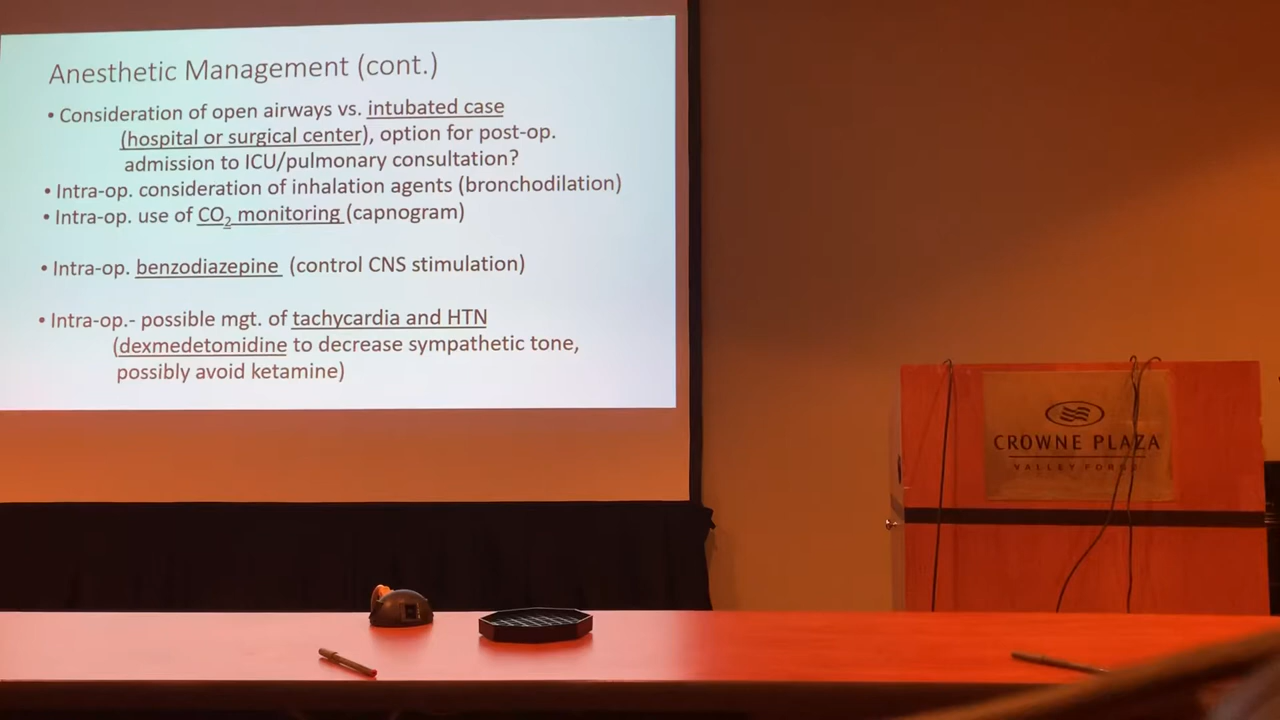 Anesthetic Management (cont.)
• Consideration of open airways vs. intubated case
(hospital or surgical center), option for post-op.
admission to ICU/pulmonary consultation?
• Intra-op. consideration of inhalation agents (bronchodilation)
• Intra-op. use of CO₂ monitoring (capnogram)
• Intra-op. benzodiazepine (control CNS stimulation)
• Intra-op.- possible mgt. of tachycardia and HTN
(dexmedetomidine to decrease sympathetic tone,
possibly avoid ketamine)
CROWNE PLAZA
VALLEY FORGE